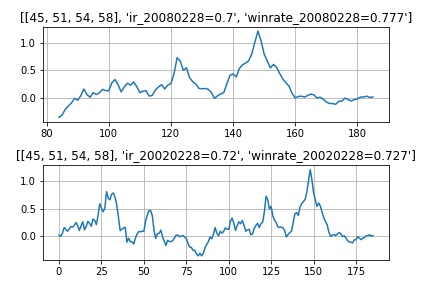 [[45, 51, 54, 58], 'ir_20080228=0.7', 'winrate_20080228=0.777']
1.0
0.5
0.0
80 100 120 140 160 180
[[45, 51, 54, 58], 'ir_20020228=0.72', 'winrate_20020228=0.727']
1.0
0.5
0.0
0 25 50 75 100 125 150 175